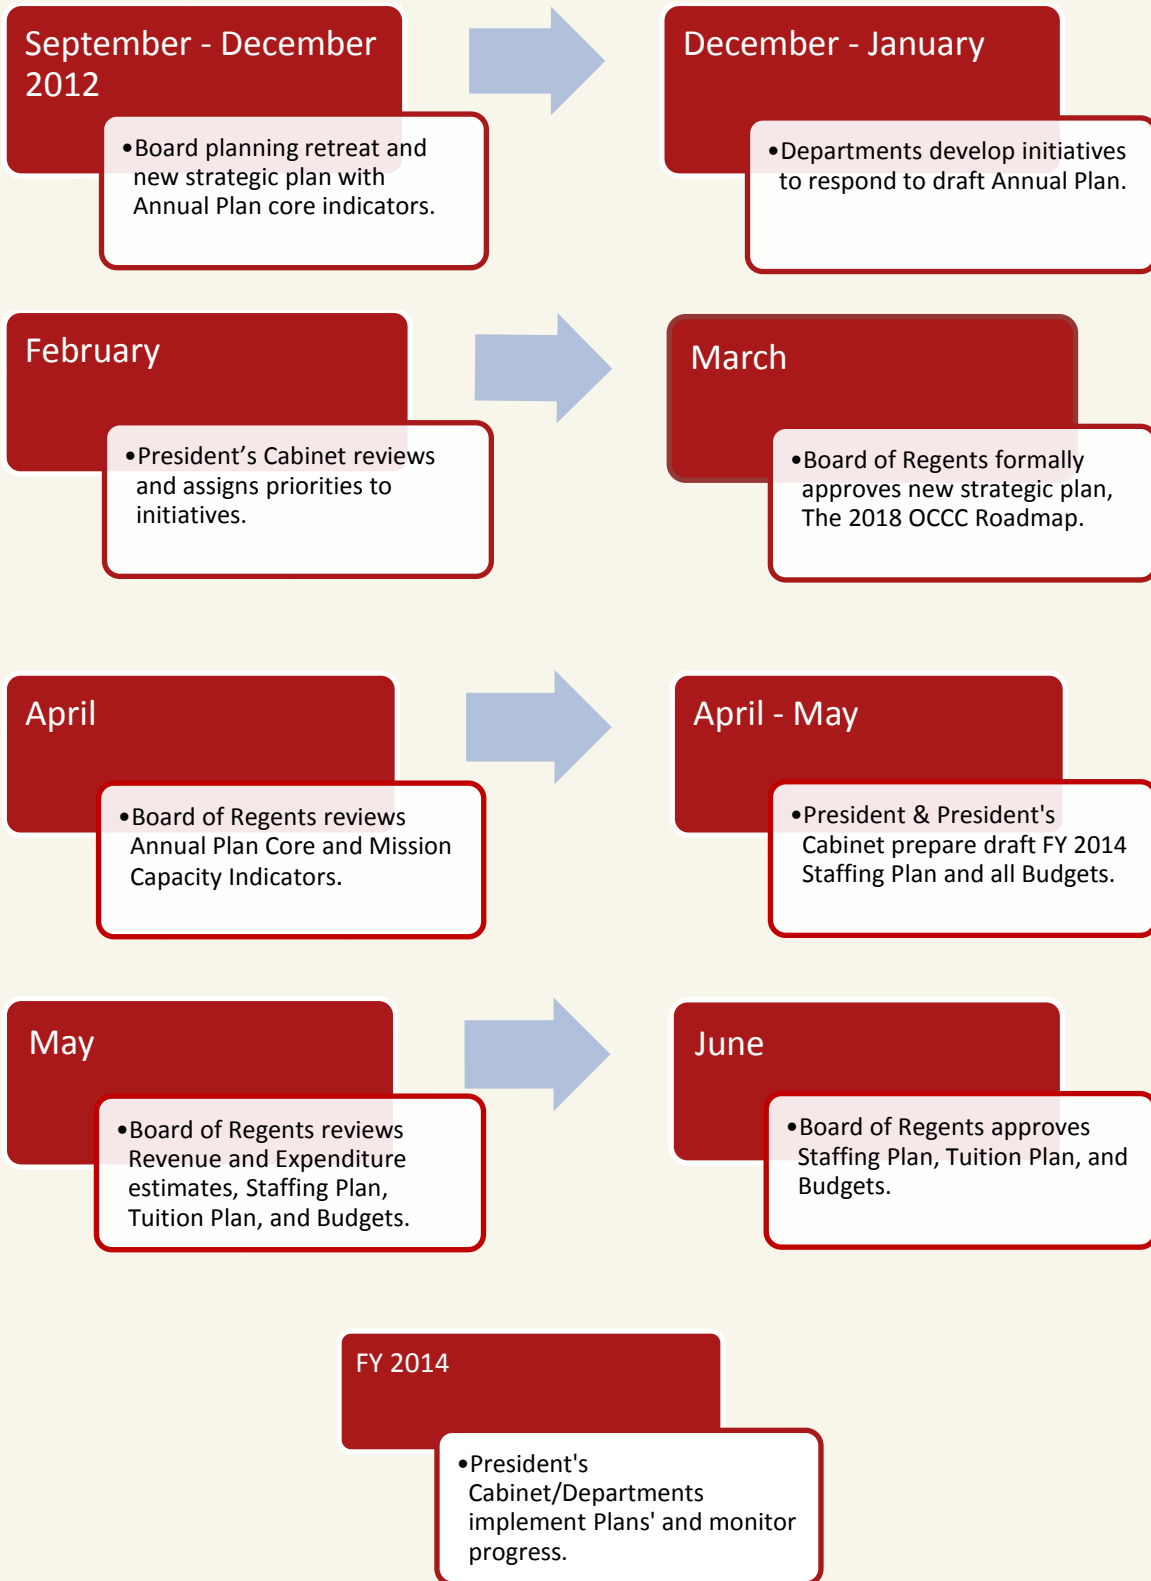 September - December
2012
•Board planning retreat and
new strategic plan with
Annual Plan core indicators.
December - January
•Departments develop initiatives
to respond to draft Annual Plan.
February
•President’s Cabinet reviews
and assigns priorities to
initiatives.
March
•Board of Regents formally
approves new strategic plan,
The 2018 OCCC Roadmap.
April
•Board of Regents reviews
Annual Plan Core and Mission
Capacity Indicators.
April - May
•President & President's
Cabinet prepare draft FY 2014
Staffing Plan and all Budgets.
May
•Board of Regents reviews
Revenue and Expenditure
estimates, Staffing Plan,
Tuition Plan, and Budgets.
June
•Board of Regents approves
Staffing Plan, Tuition Plan, and
Budgets.
FY 2014
•President's
Cabinet/Departments
implement Plans' and monitor
progress.